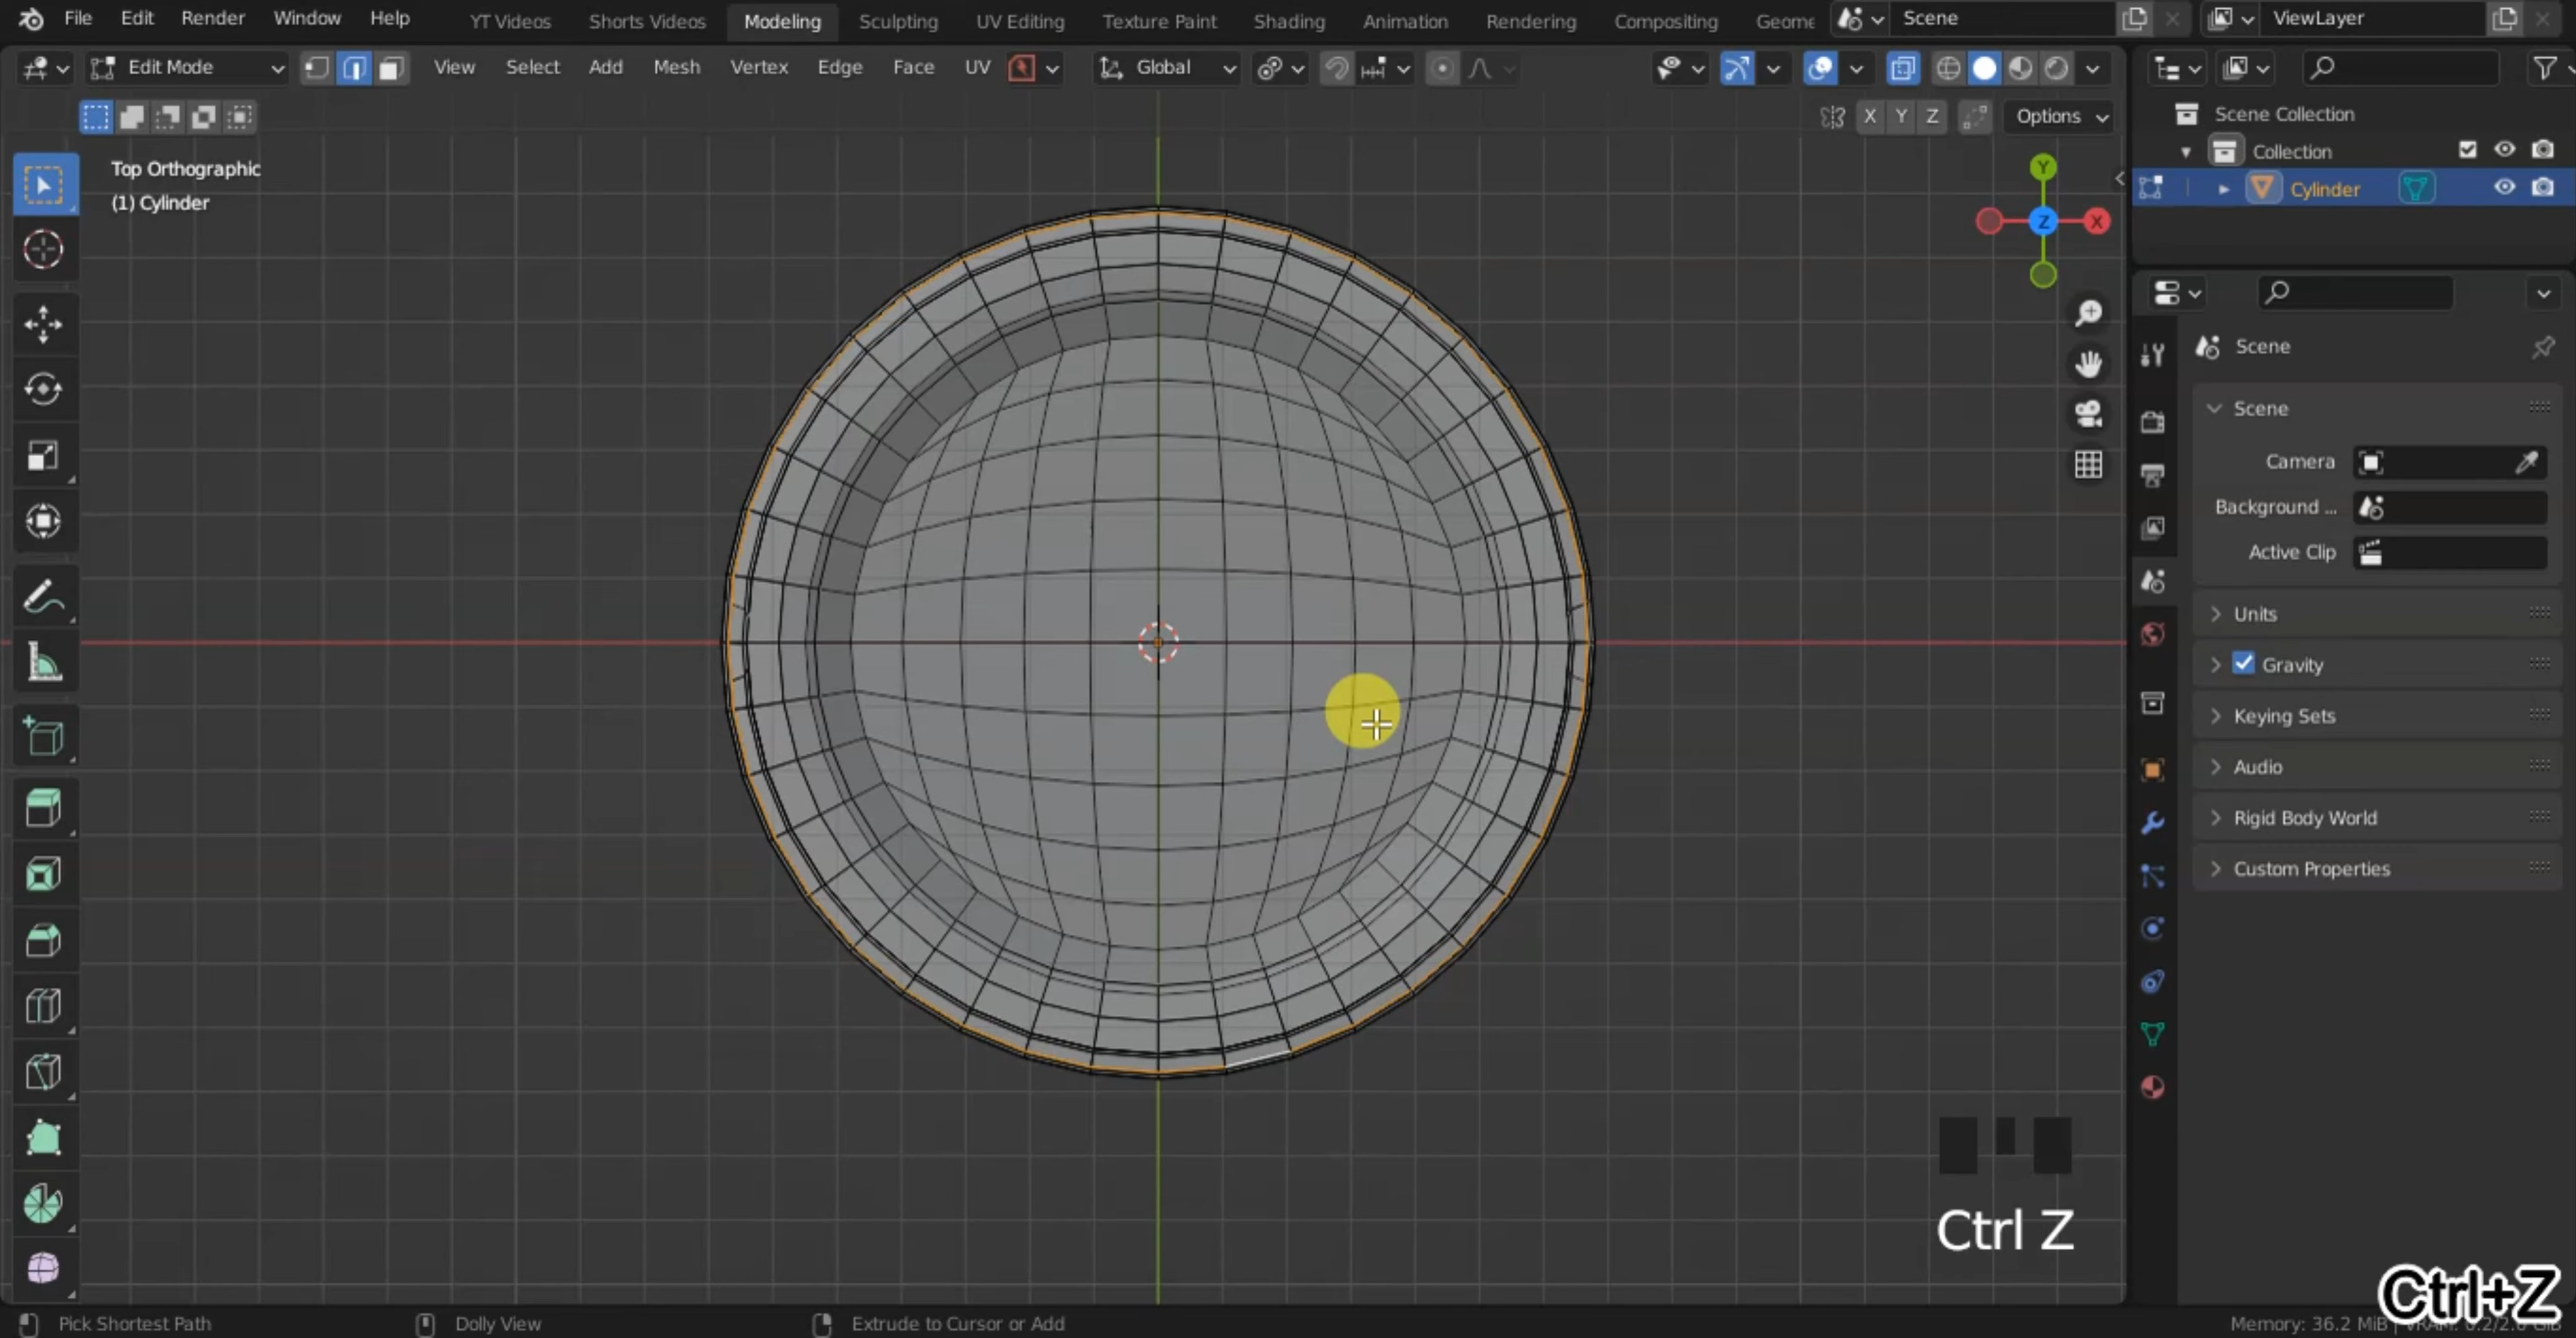 File Edit Render Window Help YT Videos Shorts Videos Modeling Sculpting UV Editing Texture Paint Shading Animation Rendering Compositing Geome Scene ViewLayer
Edit Mode View Select Add Mesh Vertex Edge Face UV Global
X Y Z Options
Top Orthographic
(1) Cylinder
Y
Z X
Scene Collection
Collection
Cylinder
Scene
Scene
Camera
Background ...
Active Clip
Units
Gravity
Keying Sets
Audio
Rigid Body World
Custom Properties
Ctrl Z
Ctrl+Z
Pick Shortest Path Dolly View Extrude to Cursor or Add Memory: 36.2 MiB